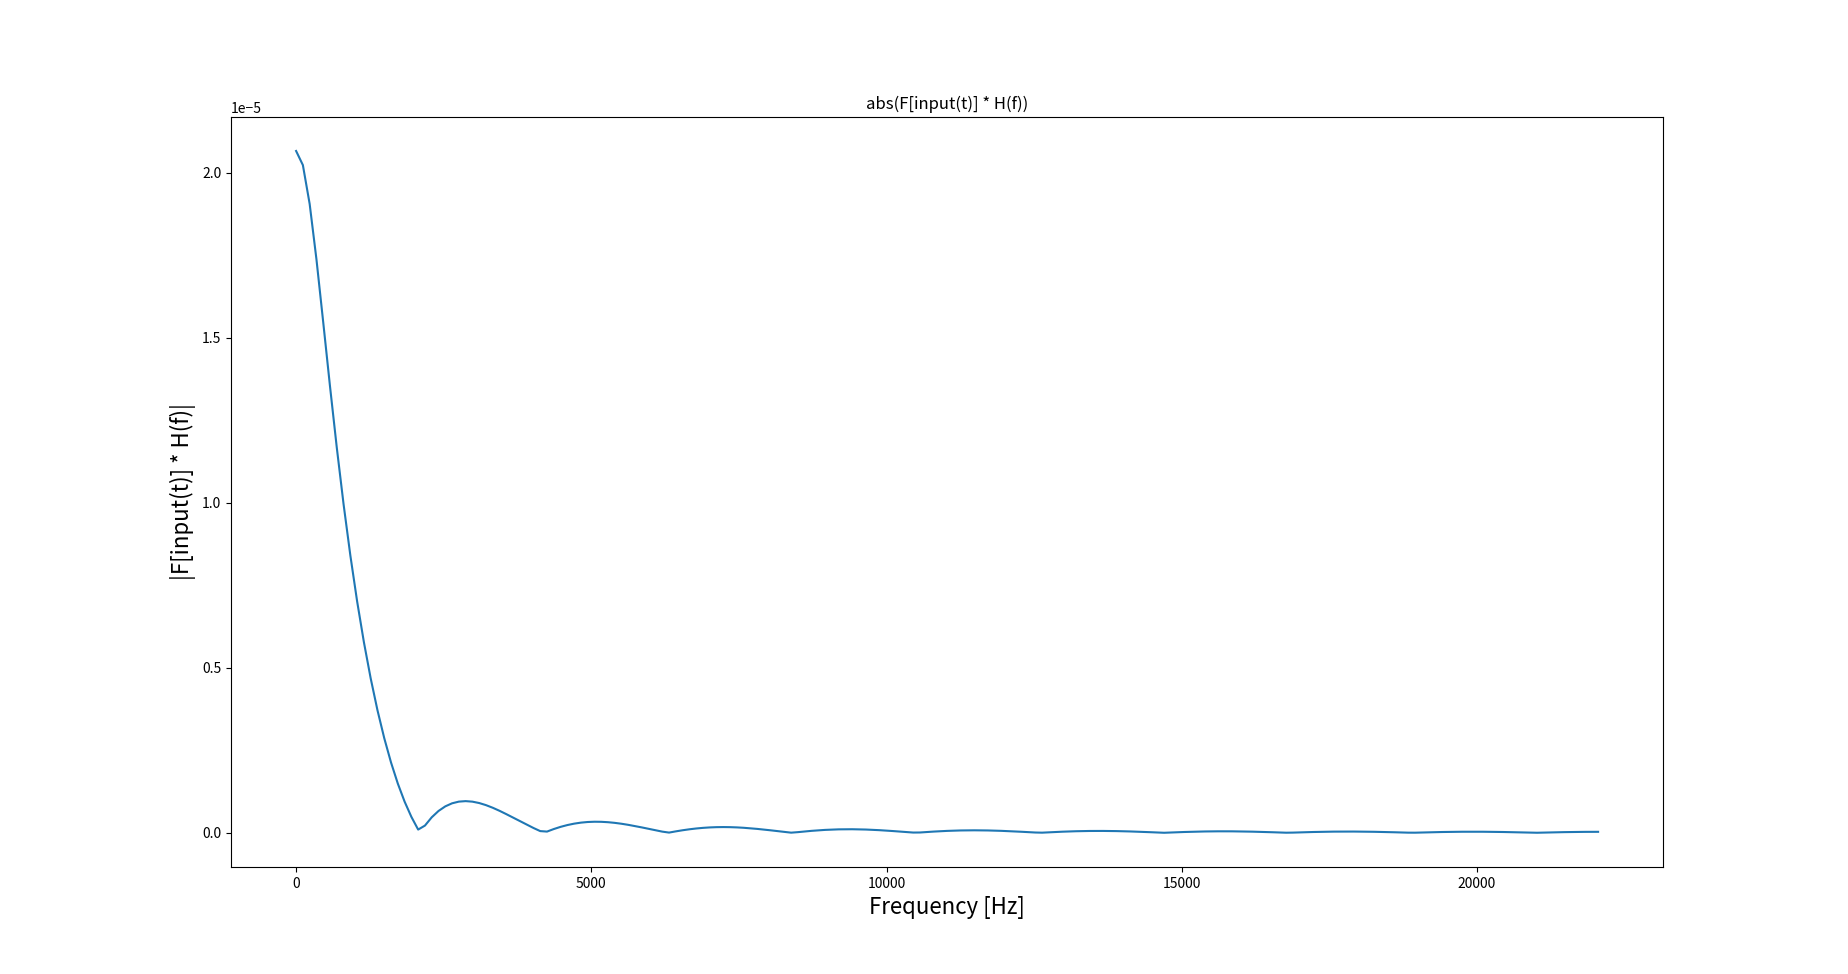 abs(F[input(t)] * H(f))
1e−5
2.0
1.5
1.0
0.5
0.0
|F[input(t)] * H(f)|
0 5000 10000 15000 20000
Frequency [Hz]